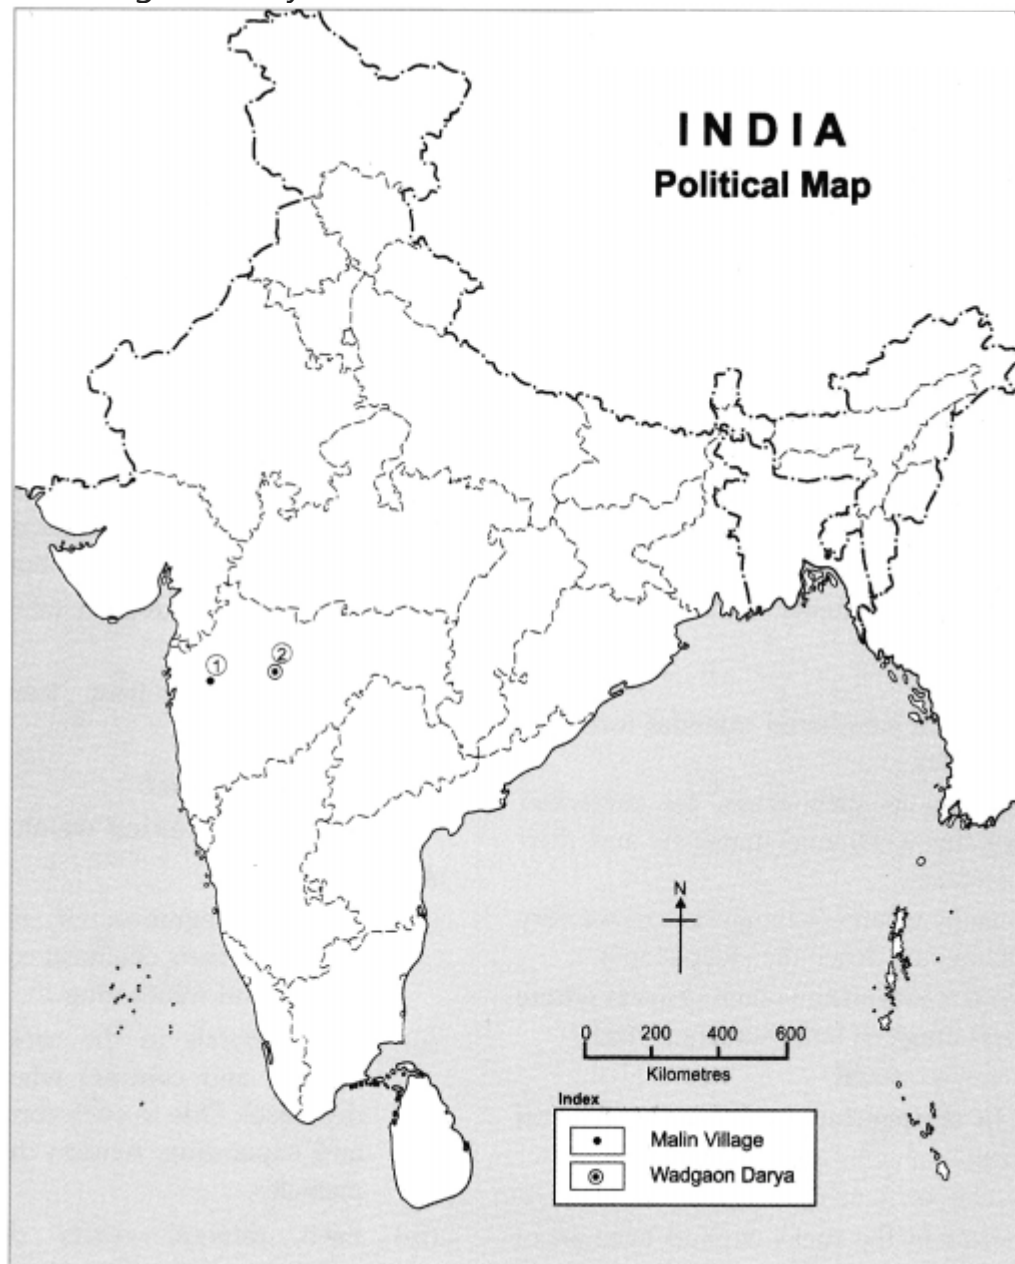 INDIA
Political Map
1
2
N
0 200 400 600
Kilometres
Index
Malin Village
Wadgaon Darya